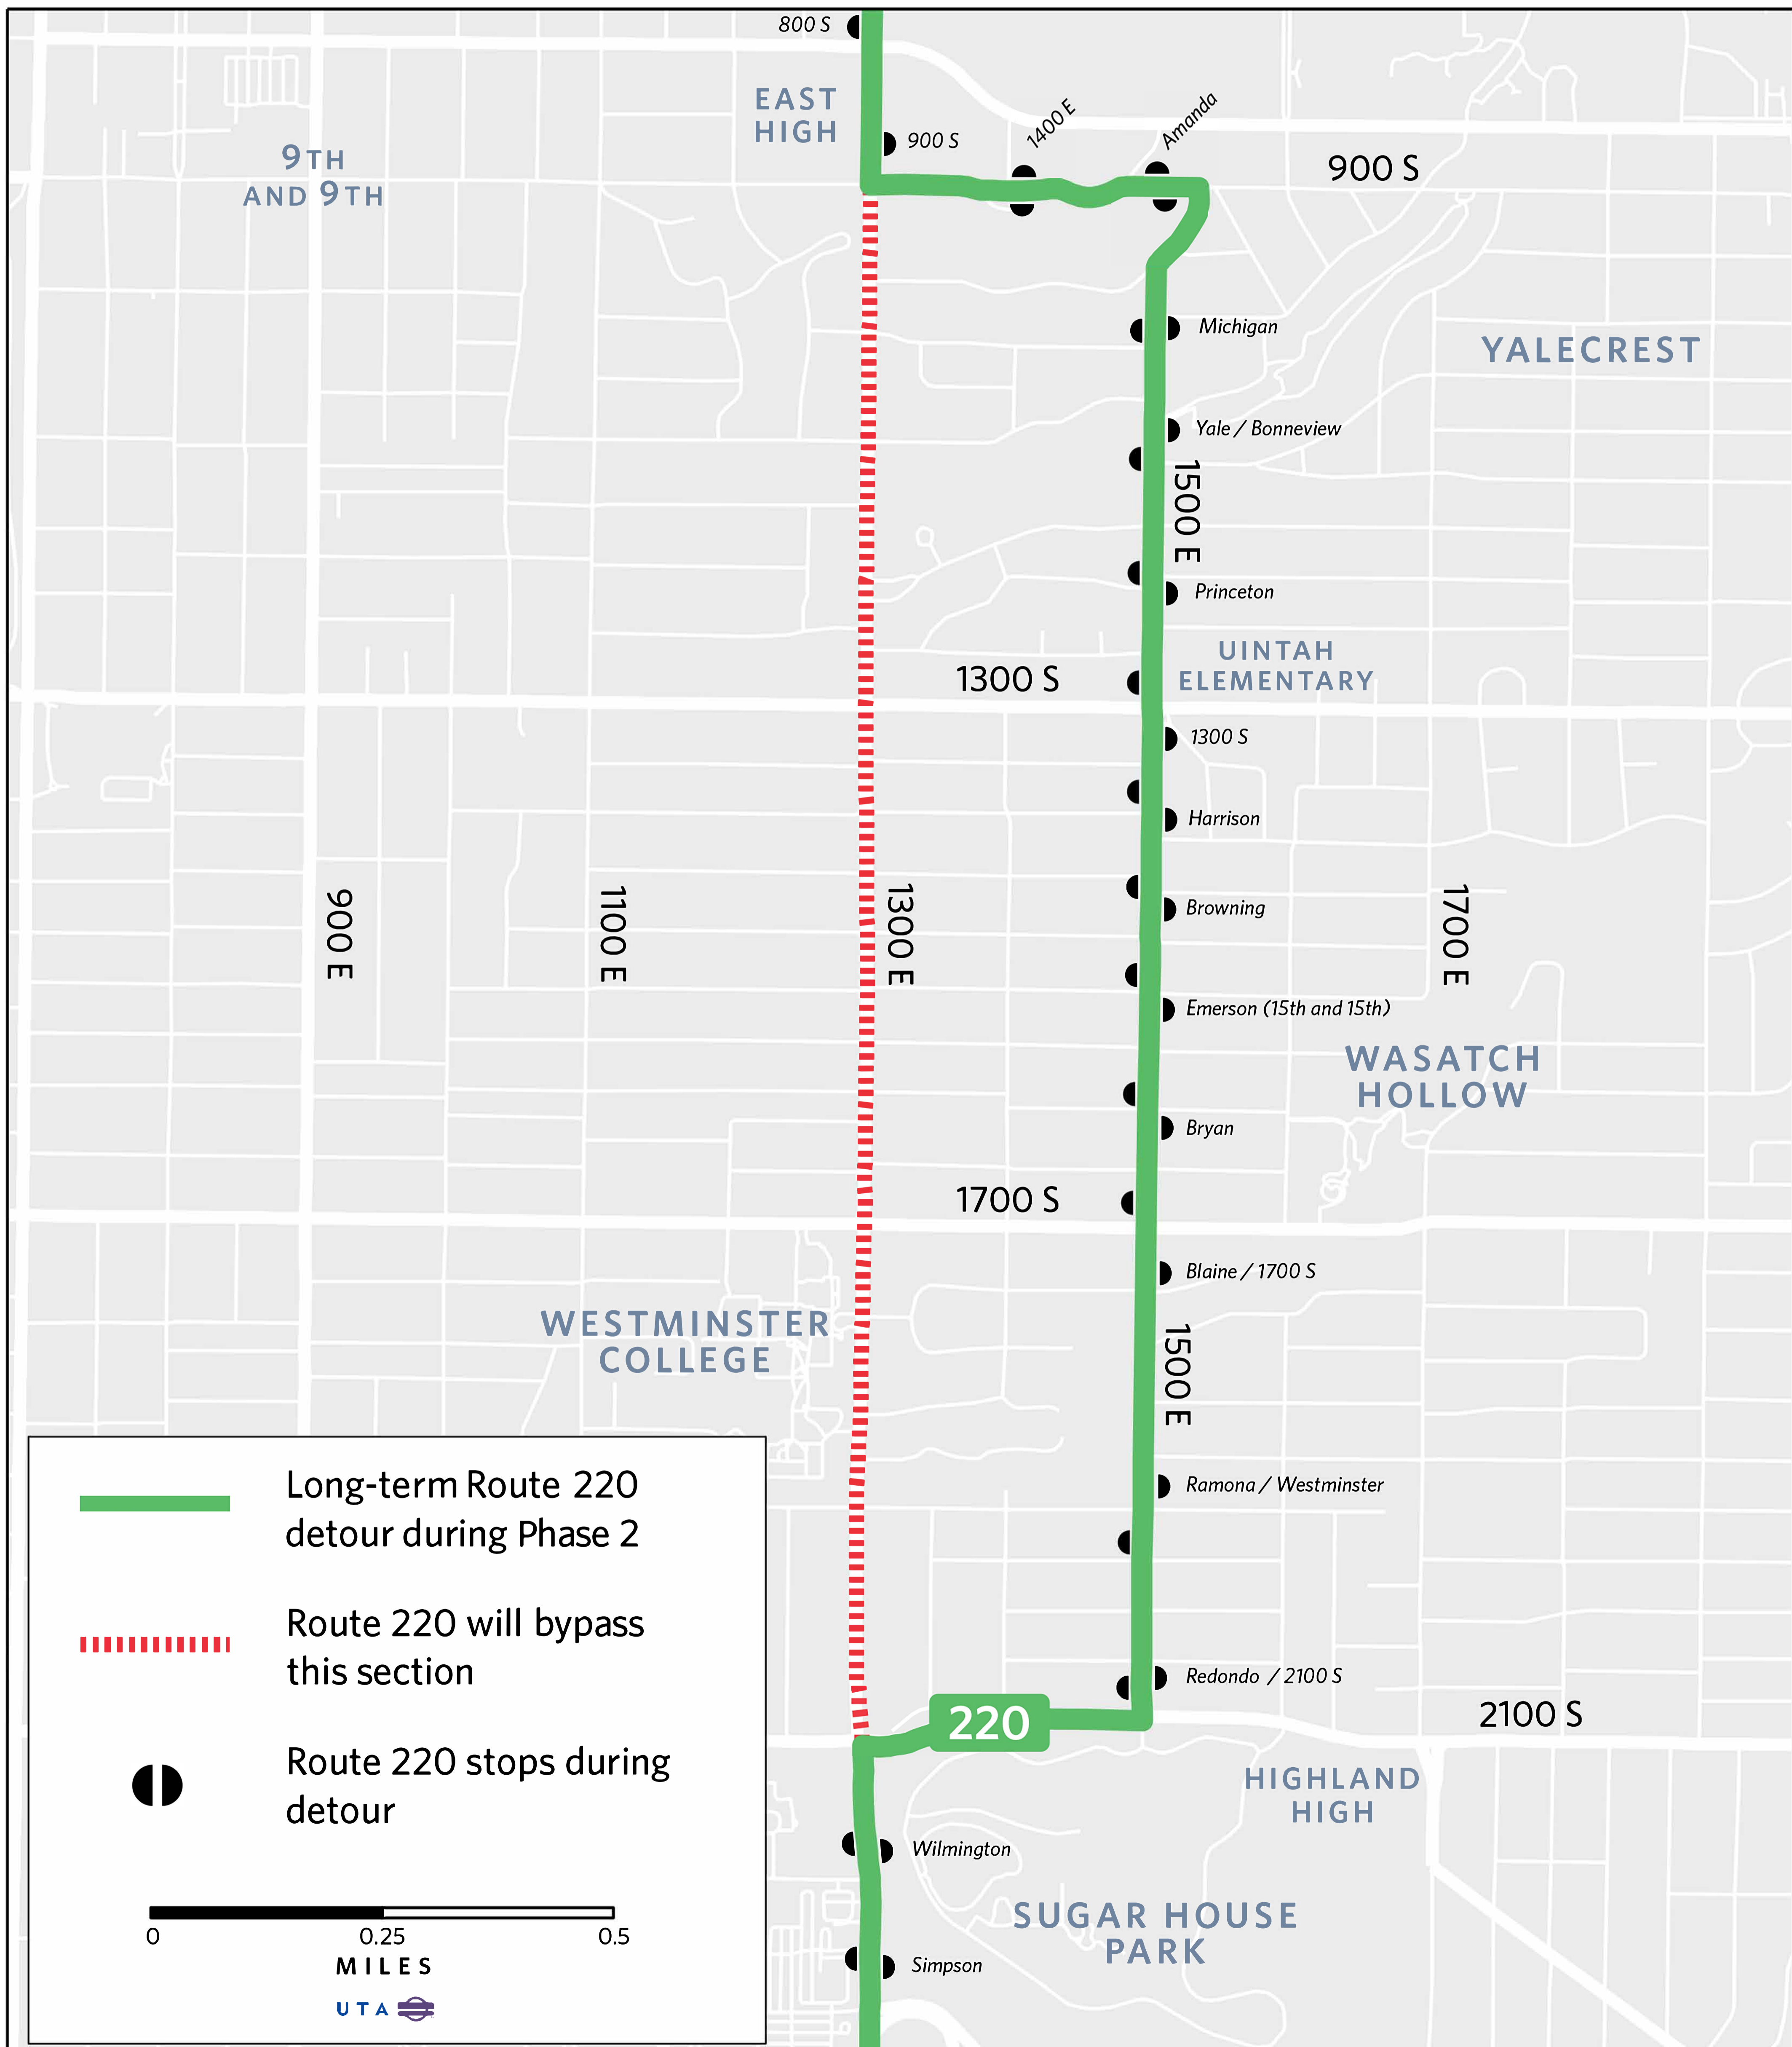 800 S
EAST
HIGH
900 S
1400 E
Amanda
900 S
9TH
AND 9TH
Michigan
YALECREST
Yale / Bonneview
1500 E
Princeton
UINTAH
ELEMENTARY
1300 S
1300 S
Harrison
900 E
1100 E
1300 E
Browning
1700 E
Emerson (15th and 15th)
WASATCH
HOLLOW
Bryan
1700 S
Blaine / 1700 S
WESTMINSTER
COLLEGE
1500 E
Ramona / Westminster
Redondo / 2100 S
220
2100 S
HIGHLAND
HIGH
Wilmington
SUGAR HOUSE
PARK
Simpson
Long-term Route 220
detour during Phase 2
Route 220 will bypass
this section
Route 220 stops during
detour
0 0.25 0.5
MILES
UTA